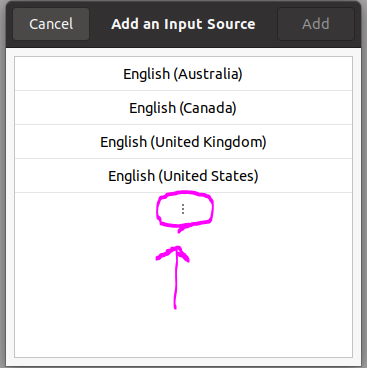 Cancel Add an Input Source Add
English (Australia)
English (Canada)
English (United Kingdom)
English (United States)
⋮